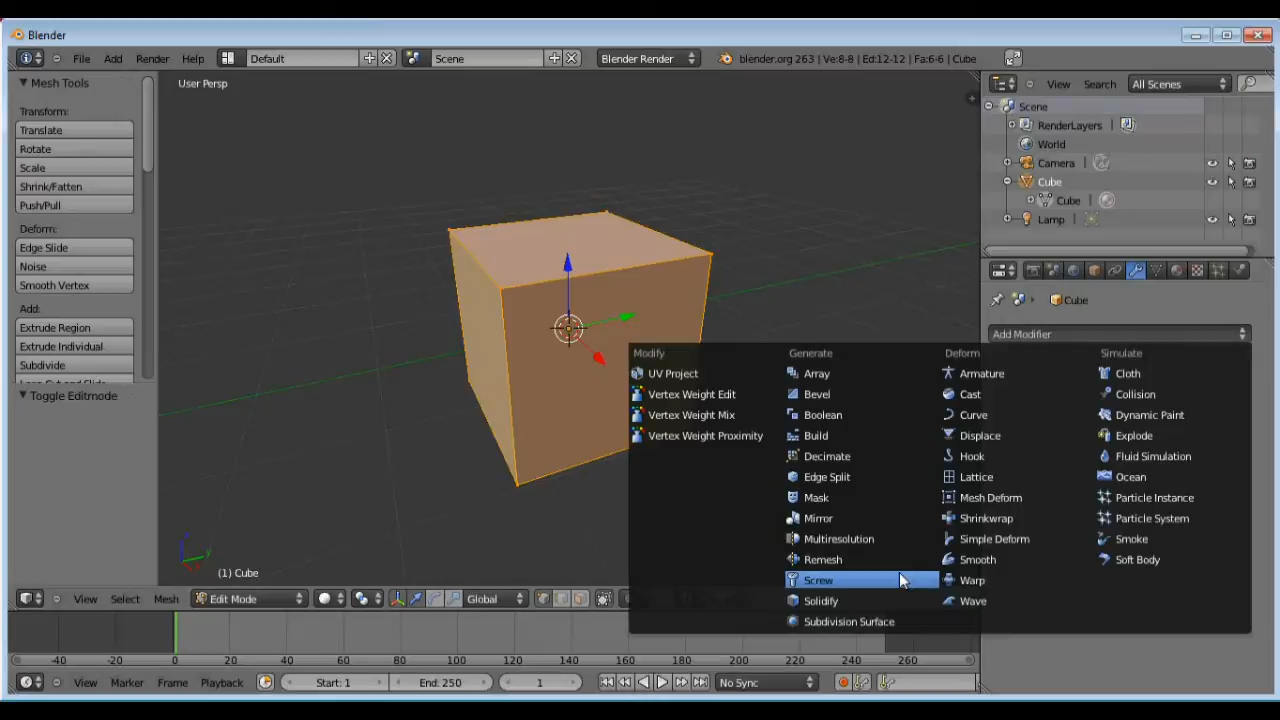 Blender
File Add Render Help Default Scene Blender Render blender.org 263 | Ve:8-8 | Ed:12-12 | Fa:6-6 | Cube
Mesh Tools
Transform:
Translate
Rotate
Scale
Shrink/Fatten
Push/Pull
Deform:
Edge Slide
Noise
Smooth Vertex
Add:
Extrude Region
Extrude Individual
Subdivide
Loop Cut and Slide
Toggle Editmode
User Persp
(1) Cube
View Search All Scenes
Scene
RenderLayers |
World
Camera |
Cube
Cube |
Lamp |
Cube
Add Modifier
Modify
UV Project
Vertex Weight Edit
Vertex Weight Mix
Vertex Weight Proximity
Generate
Array
Bevel
Boolean
Build
Decimate
Edge Split
Mask
Mirror
Multiresolution
Remesh
Screw
Solidify
Subdivision Surface
Deform
Armature
Cast
Curve
Displace
Hook
Lattice
Mesh Deform
Shrinkwrap
Simple Deform
Smooth
Warp
Wave
Simulate
Cloth
Collision
Dynamic Paint
Explode
Fluid Simulation
Ocean
Particle Instance
Particle System
Smoke
Soft Body
View Select Mesh Edit Mode Global
-40 -20 0 20 40 60 80 100 120 140 160 180 200 220 240 260
View Marker Frame Playback Start: 1 End: 250 1 No Sync